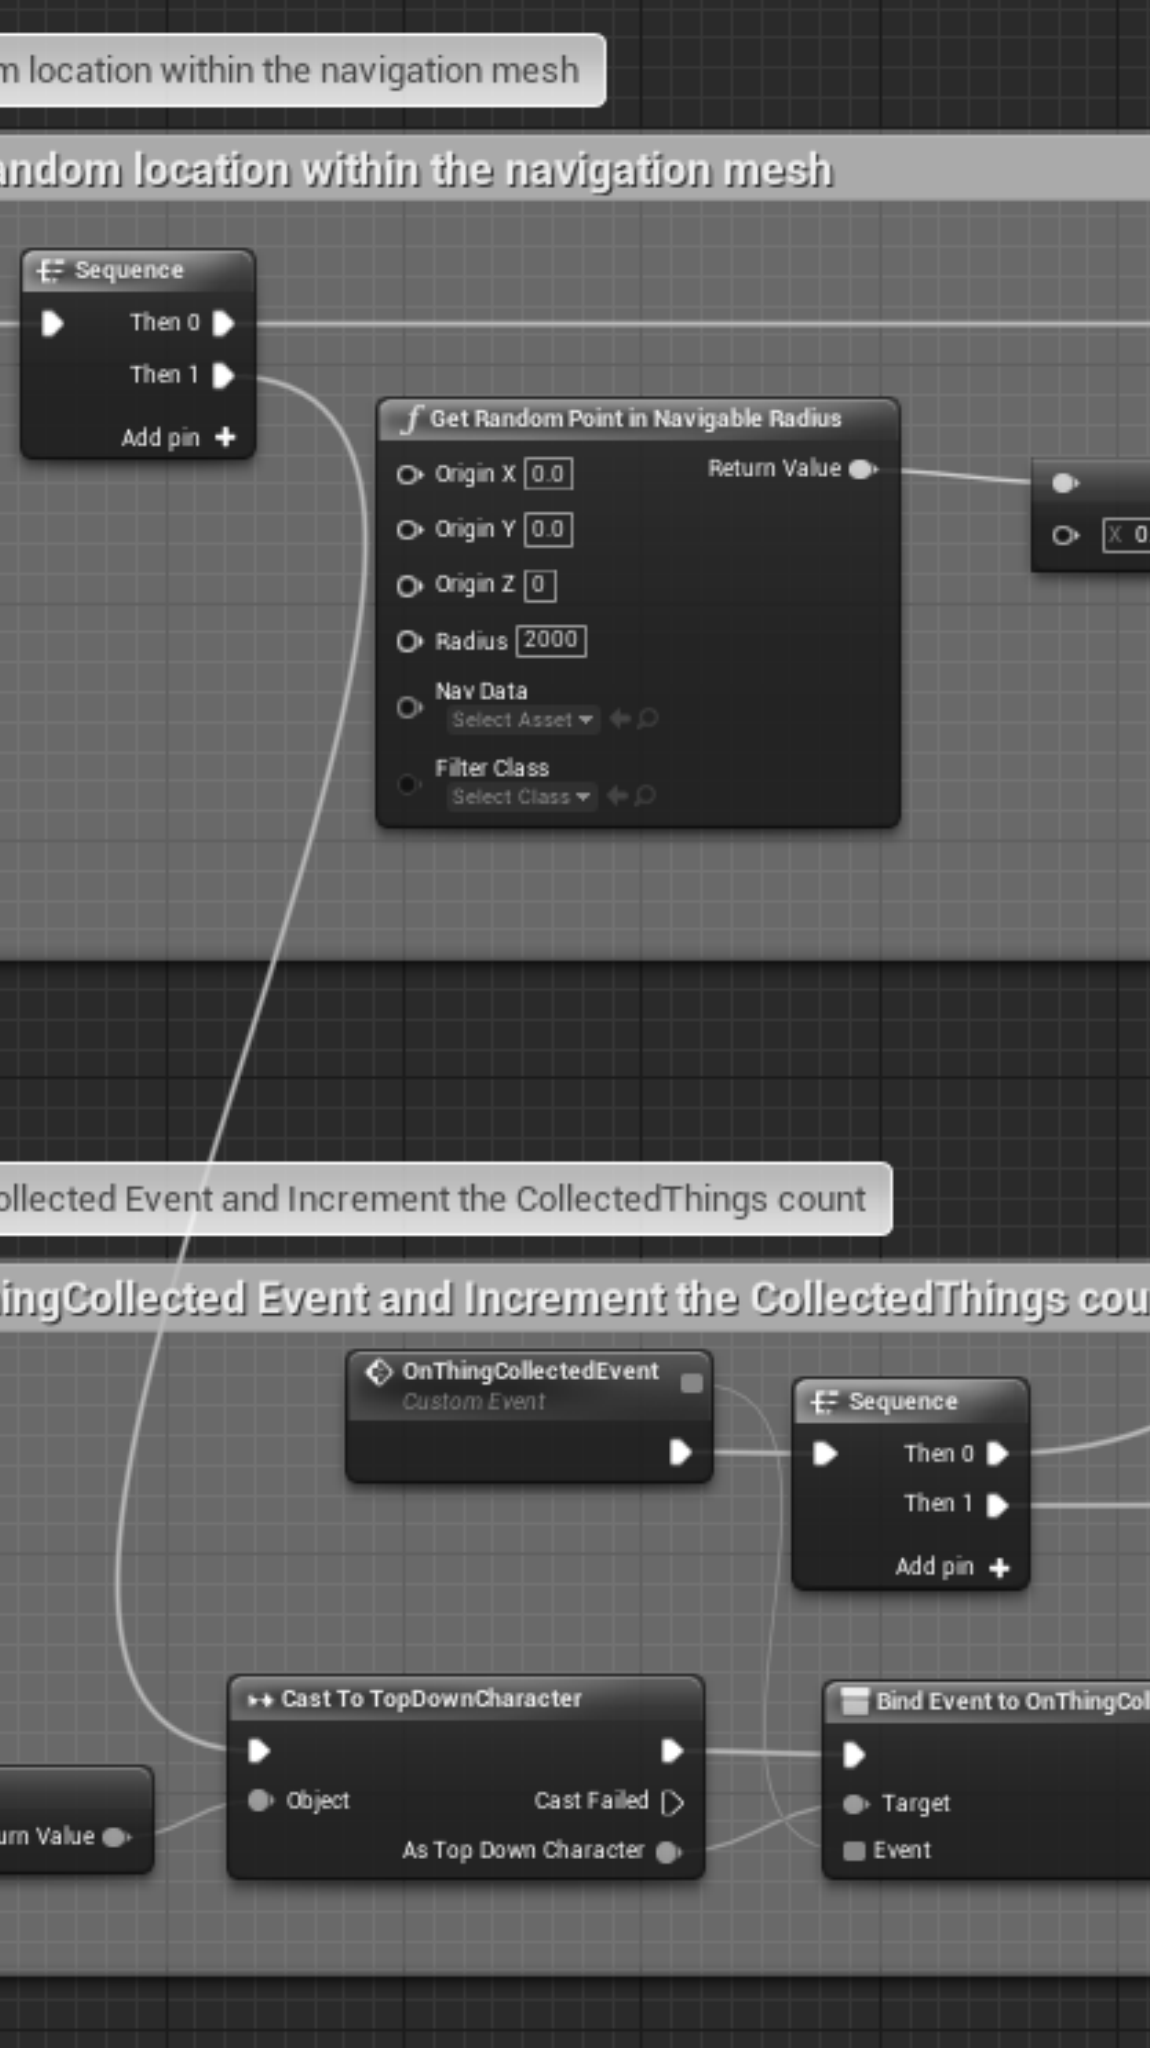 m location within the navigation mesh
andom location within the navigation mesh
Sequence
Then 0
Then 1
Add pin
Get Random Point in Navigable Radius
Origin X 0.0
Return Value
Origin Y 0.0
Origin Z 0
Radius 2000
Nav Data
Select Asset
Filter Class
Select Class
X 0.
ollected Event and Increment the CollectedThings count
ingCollected Event and Increment the CollectedThings cou
OnThingCollectedEvent
Custom Event
Sequence
Then 0
Then 1
Add pin
Cast To TopDownCharacter
Object
Cast Failed
As Top Down Character
urn Value
Bind Event to OnThingCol
Target
Event